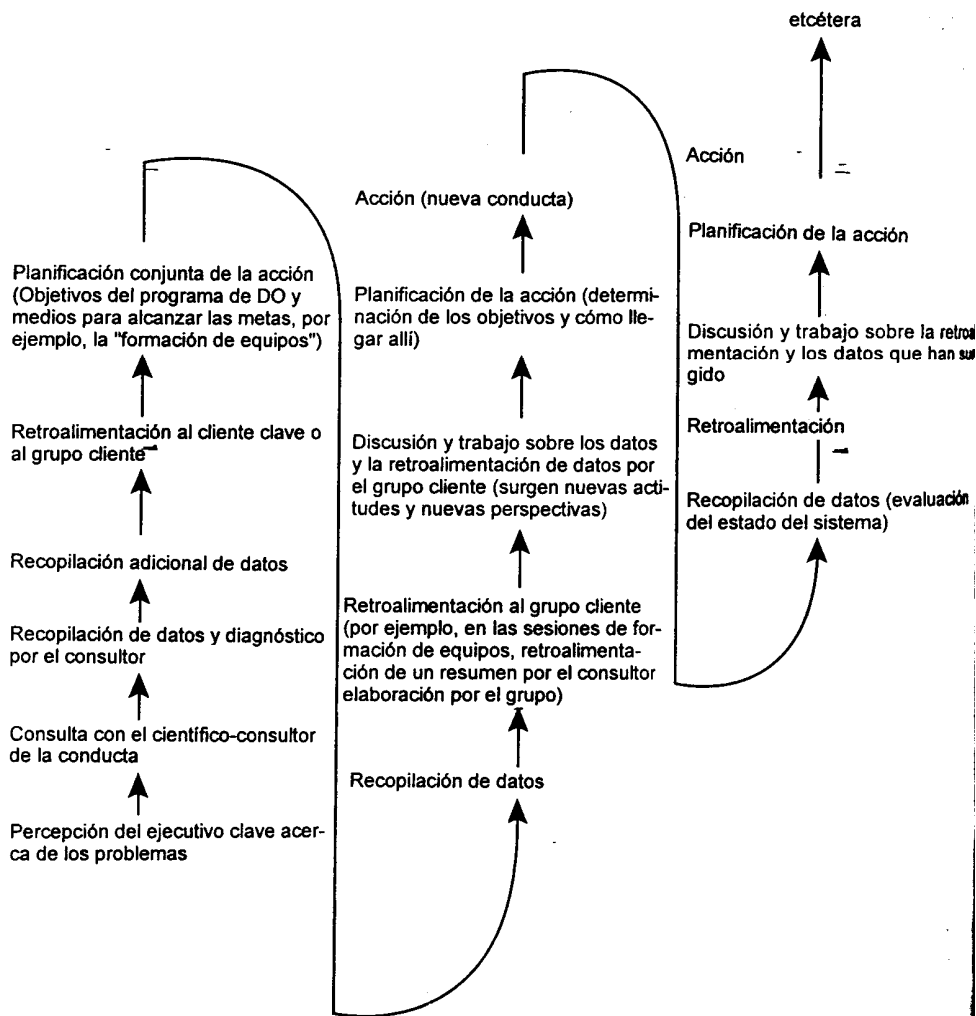 etcétera
Planificación conjunta de la acción
(Objetivos del programa de DO y
medios para alcanzar las metas, por
ejemplo, la "formación de equipos")
Retroalimentación al cliente clave o
al grupo cliente
Recopilación adicional de datos
Recopilación de datos y diagnóstico
por el consultor
Consulta con el científico-consultor
de la conducta
Percepción del ejecutivo clave acer-
ca de los problemas
Acción (nueva conducta)
Planificación de la acción (determi-
nación de los objetivos y cómo lle-
gar allí)
Discusión y trabajo sobre los datos
y la retroalimentación de datos por
el grupo cliente (surgen nuevas acti-
tudes y nuevas perspectivas)
Retroalimentación al grupo cliente
(por ejemplo, en las sesiones de for-
mación de equipos, retroalimenta-
ción de un resumen por el consultor
elaboración por el grupo)
Recopilación de datos
Acción
Planificación de la acción
Discusión y trabajo sobre la retroal
mentación y los datos que han sur
gido
Retroalimentación
Recopilación de datos (evaluación
del estado del sistema)